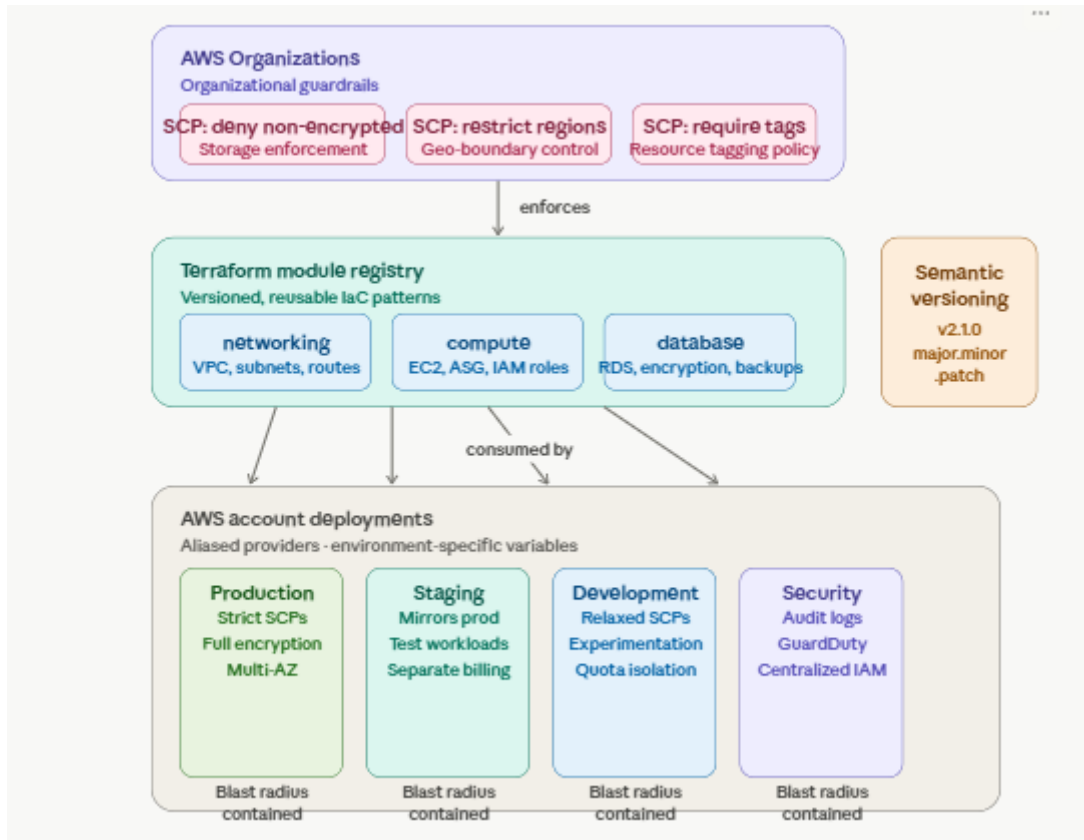 AWS Organizations
Organizational guardrails
SCP: deny non-encrypted
Storage enforcement
SCP: restrict regions
Geo-boundary control
SCP: require tags
Resource tagging policy
enforces
Terraform module registry
Versioned, reusable IaC patterns
networking
VPC, subnets, routes
compute
EC2, ASG, IAM roles
database
RDS, encryption, backups
Semantic
versioning
v2.1.0
major.minor
.patch
consumed by
AWS account deployments
Aliased providers · environment-specific variables
Production
Strict SCPs
Full encryption
Multi-AZ
Staging
Mirrors prod
Test workloads
Separate billing
Development
Relaxed SCPs
Experimentation
Quota isolation
Security
Audit logs
GuardDuty
Centralized IAM
Blast radius
contained
Blast radius
contained
Blast radius
contained
Blast radius
contained